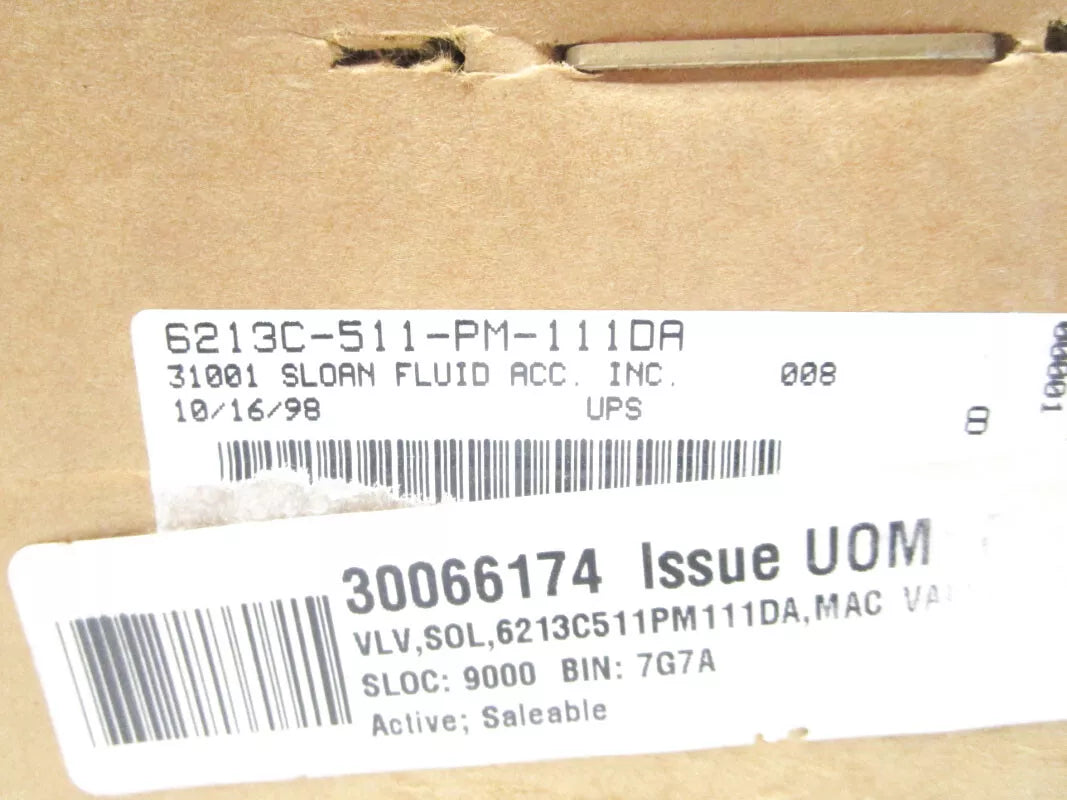 6213C-511-PM-111DA
31001 SLOAN FLUID ACC. INC. 008
10/16/98 UPS
8
00001
30066174 Issue UOM
VLV,SOL,6213C511PM111DA,MAC
SLOC: 9000 BIN: 7G7A
Active; Saleable